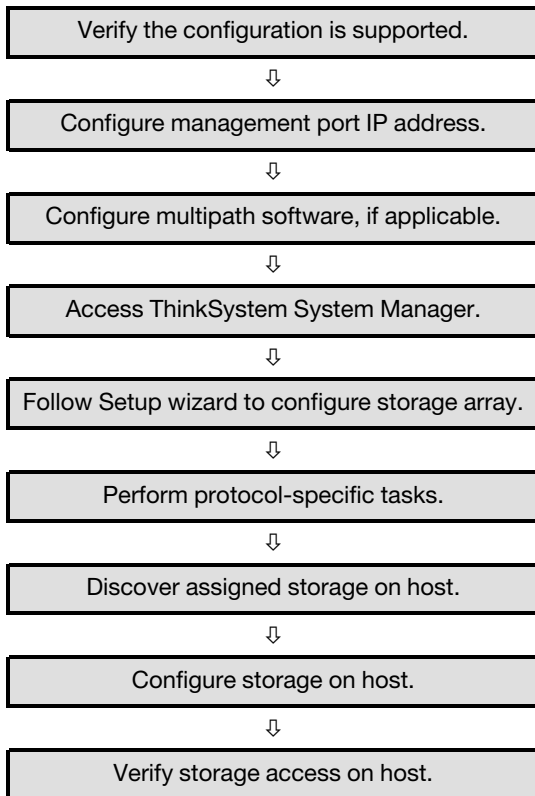 Verify the configuration is supported.
⇩
Configure management port IP address.
⇩
Configure multipath software, if applicable.
⇩
Access ThinkSystem System Manager.
⇩
Follow Setup wizard to configure storage array.
⇩
Perform protocol-specific tasks.
⇩
Discover assigned storage on host.
⇩
Configure storage on host.
⇩
Verify storage access on host.